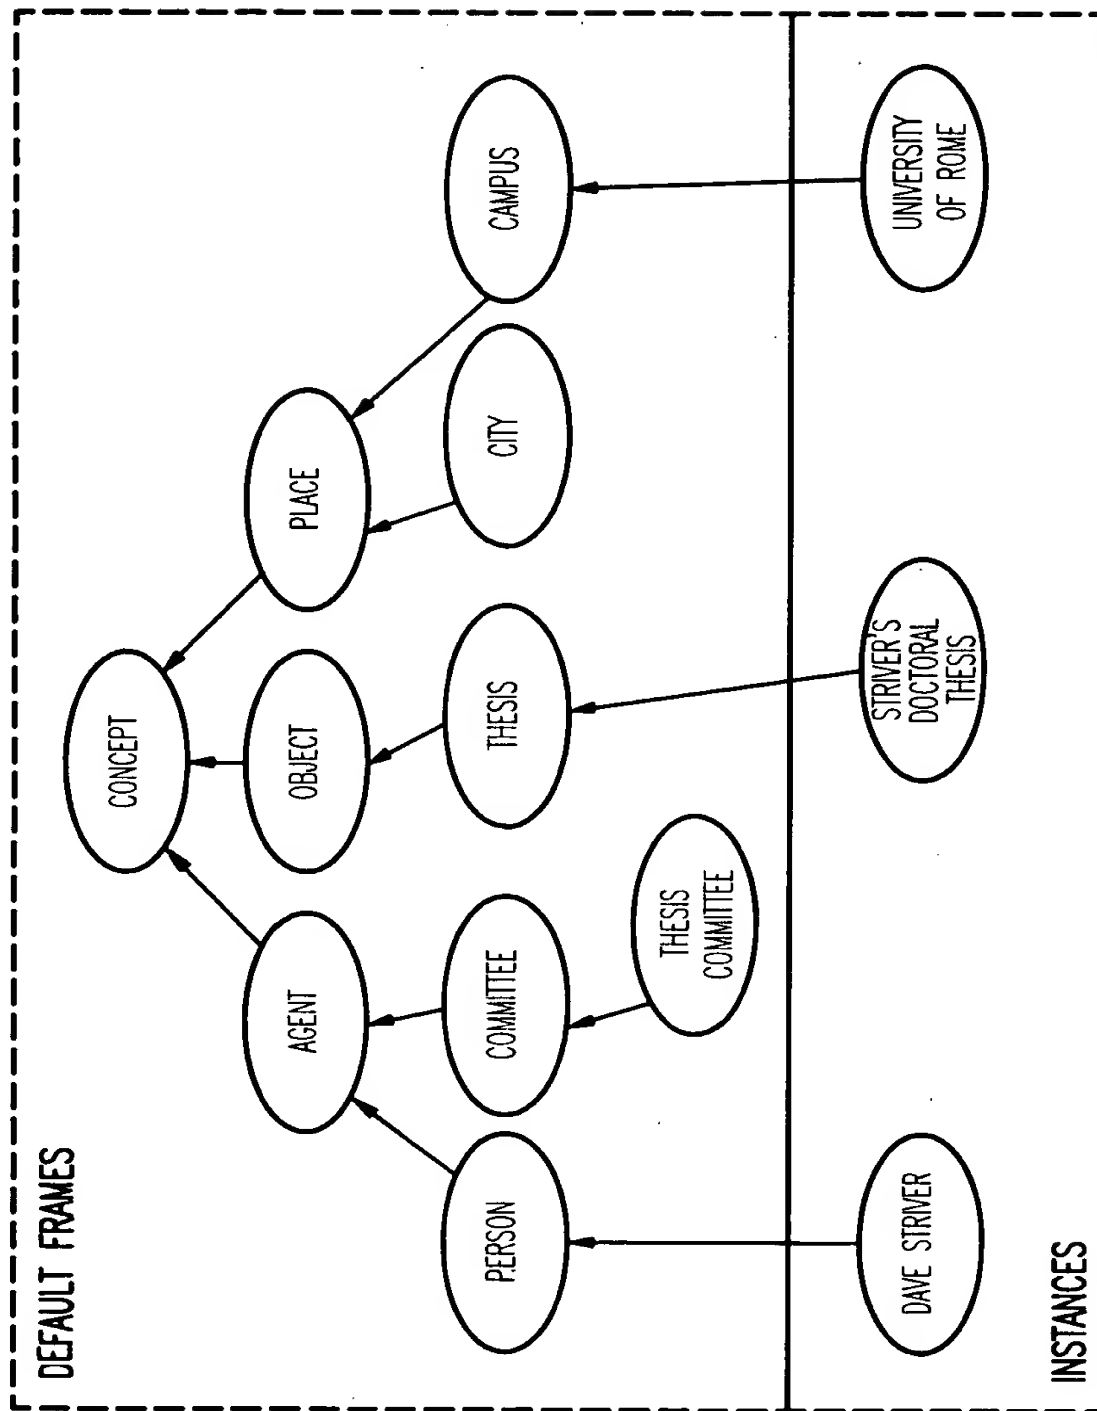 DEFAULT FRAMES
CONCEPT
AGENT
OBJECT
PLACE
PERSON
COMMITTEE
THESIS
CITY
CAMPUS
THESIS
COMMITTEE
DAVE STRIVER
STRIVER'S
DOCTORAL
THESIS
UNIVERSITY
OF ROME
INSTANCES